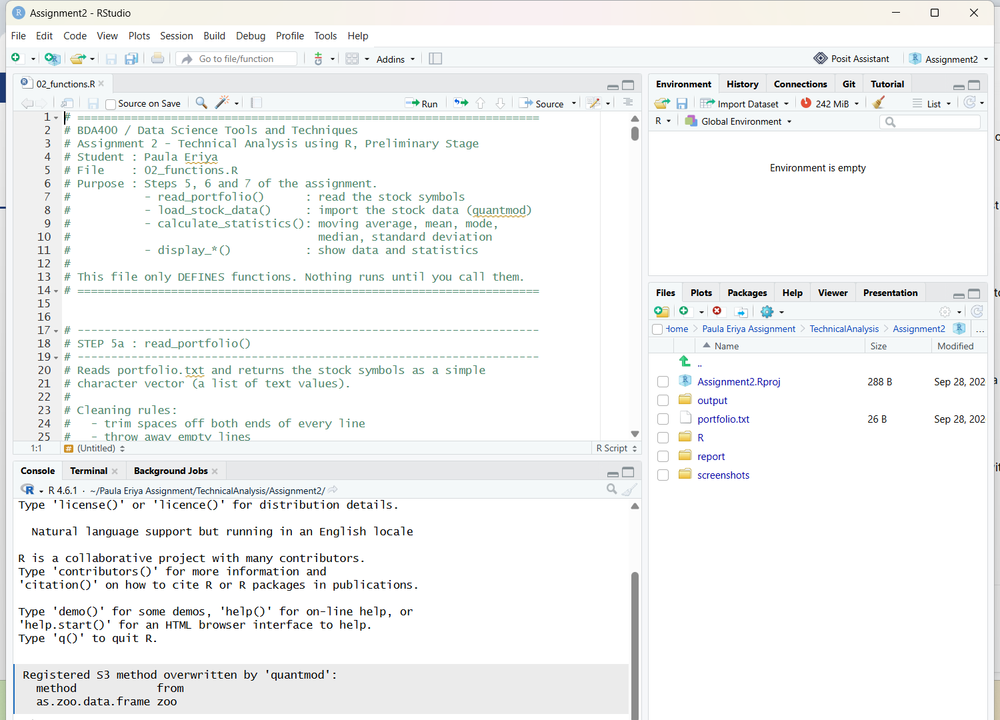 Assignment2 - RStudio
File Edit Code View Plots Session Build Debug Profile Tools Help
Go to file/function Addins Posit Assistant Assignment2
02_functions.R
Source on Save Run Source
1 # =====================================================================
2 # BDA400 / Data Science Tools and Techniques
3 # Assignment 2 - Technical Analysis using R, Preliminary Stage
4 # Student : Paula Eriya
5 # File    : 02_functions.R
6 # Purpose : Steps 5, 6 and 7 of the assignment.
7 #           - read_portfolio()      : read the stock symbols
8 #           - load_stock_data()     : import the stock data (quantmod)
9 #           - calculate_statistics(): moving average, mean, mode,
10 #                                     median, standard deviation
11 #           - display_*()           : show data and statistics
12 #
13 # This file only DEFINES functions. Nothing runs until you call them.
14 # =====================================================================
15
16
17 # ---------------------------------------------------------------------
18 # STEP 5a : read_portfolio()
19 # ---------------------------------------------------------------------
20 # Reads portfolio.txt and returns the stock symbols as a simple
21 # character vector (a list of text values).
22 #
23 # Cleaning rules:
24 #   - trim spaces off both ends of every line
25 #   - throw away empty lines
1:1 # (Untitled) R Script
Console Terminal Background Jobs
R 4.6.1 · ~/Paula Eriya Assignment/TechnicalAnalysis/Assignment2/
Type 'license()' or 'licence()' for distribution details.
Natural language support but running in an English locale
R is a collaborative project with many contributors.
Type 'contributors()' for more information and
'citation()' on how to cite R or R packages in publications.
Type 'demo()' for some demos, 'help()' for on-line help, or
'help.start()' for an HTML browser interface to help.
Type 'q()' to quit R.
Registered S3 method overwritten by 'quantmod':
method            from
as.zoo.data.frame zoo
Environment History Connections Git Tutorial
Import Dataset 242 MiB List
R Global Environment
Environment is empty
Files Plots Packages Help Viewer Presentation
Home Paula Eriya Assignment TechnicalAnalysis Assignment2 ...
Name Size Modified
..
Assignment2.Rproj 288 B Sep 28, 202
output
portfolio.txt 26 B Sep 28, 202
R
report
screenshots